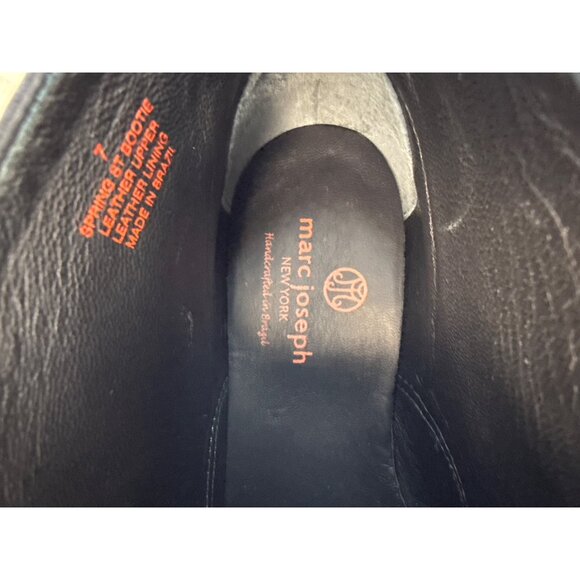 7
SPRING ST BOOTIE
LEATHER UPPER
LEATHER LINING
MADE IN BRAZIL
marc joseph
NEW YORK
Handcrafted in Brazil